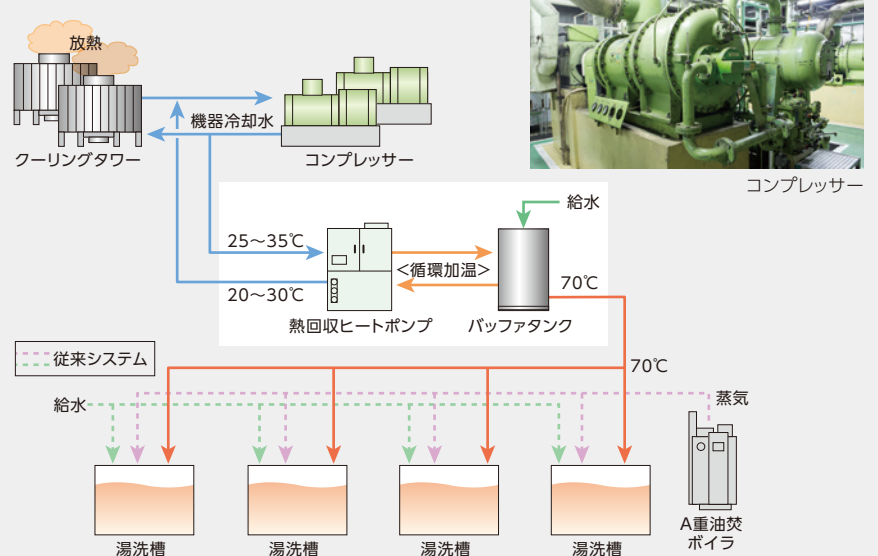 放熱
機器冷却水
クーリングタワー
コンプレッサー
コンプレッサー
給水
25〜35℃
<循環加温>
20〜30℃
70℃
熱回収ヒートポンプ
バッファタンク
従来システム
70℃
給水
蒸気
湯洗槽
湯洗槽
湯洗槽
湯洗槽
A重油焚
ボイラ